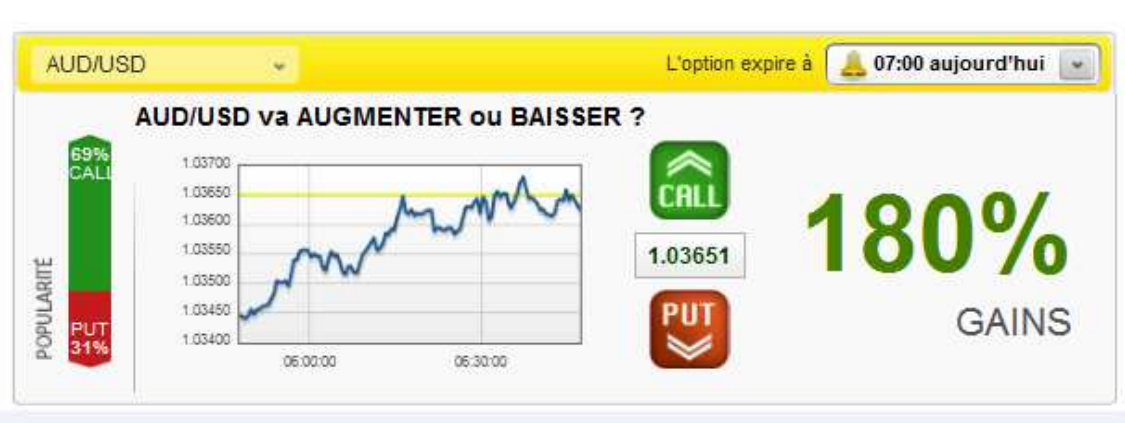 AUD/USD
L'option expire à
07:00 aujourd'hui
AUD/USD va AUGMENTER ou BAISSER ?
POPULARITÉ
69%
CALL
PUT
31%
1.03700
1.03650
1.03600
1.03550
1.03500
1.03450
1.03400
06:00:00
06:30:00
CALL
1.03651
PUT
180%
GAINS